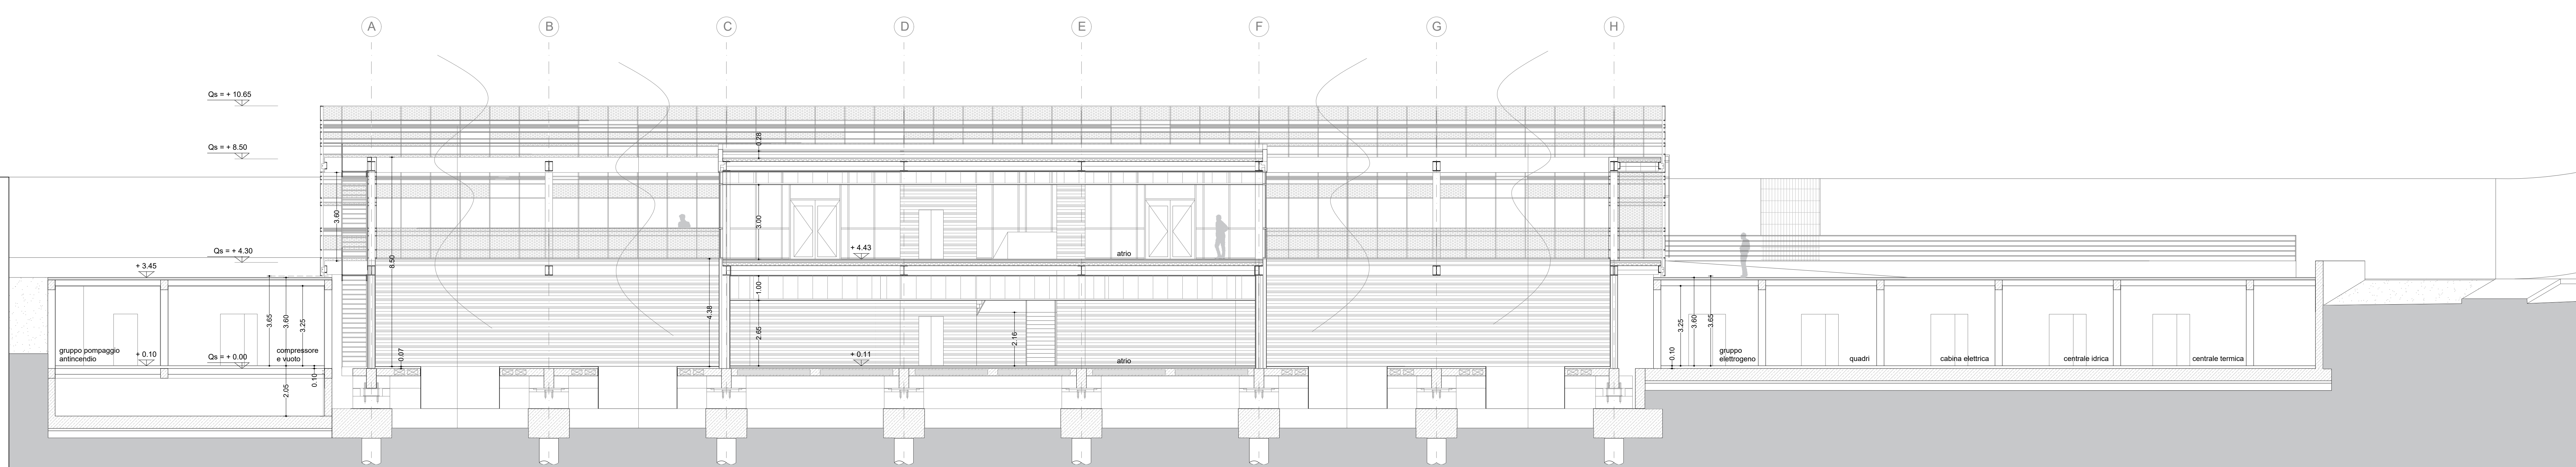 A B C D E F G H
Qs = + 10.65
Qs = + 8.50
0.28
3.60
3.00
Qs = + 4.30
+ 4.43
atrio
+ 3.45
8.50
1.00
4.38
3.65
3.60
3.25
2.65
2.16
3.25
3.60
3.65
gruppo pompaggio
antincendio
+ 0.10
Qs = + 0.00
compressore
e vuoto
0.07
+ 0.11
atrio
0.10
gruppo
elettrogeno
quadri
cabina elettrica
centrale idrica
centrale termica
0.10
2.05